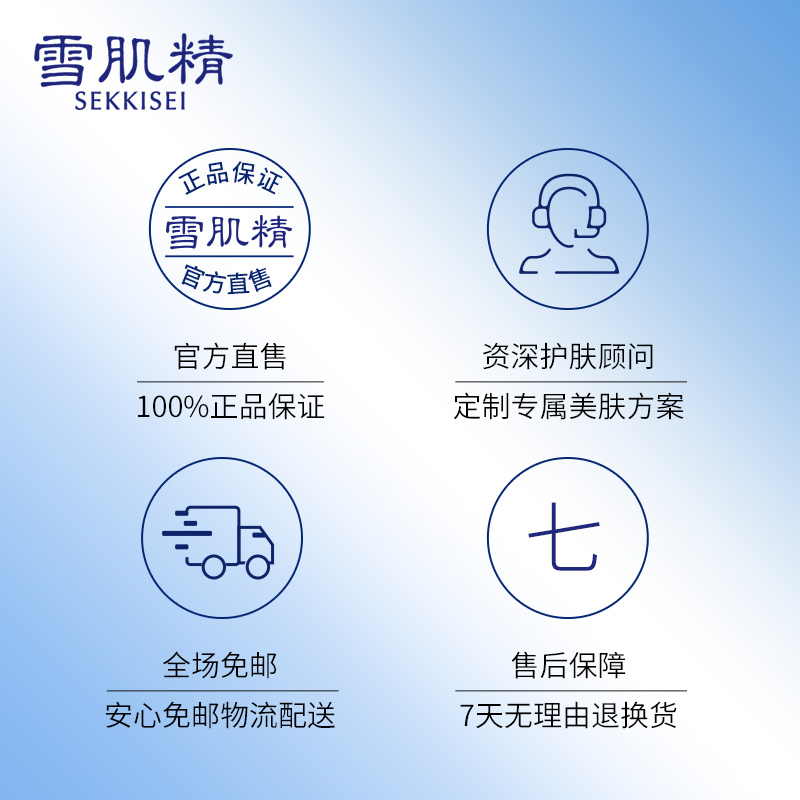 雪肌精
SEKKISEI
正品保证
雪肌精
官方直售
官方直售
100%正品保证
资深护肤顾问
定制专属美肤方案
七
全场免邮
安心免邮物流配送
售后保障
7天无理由退换货